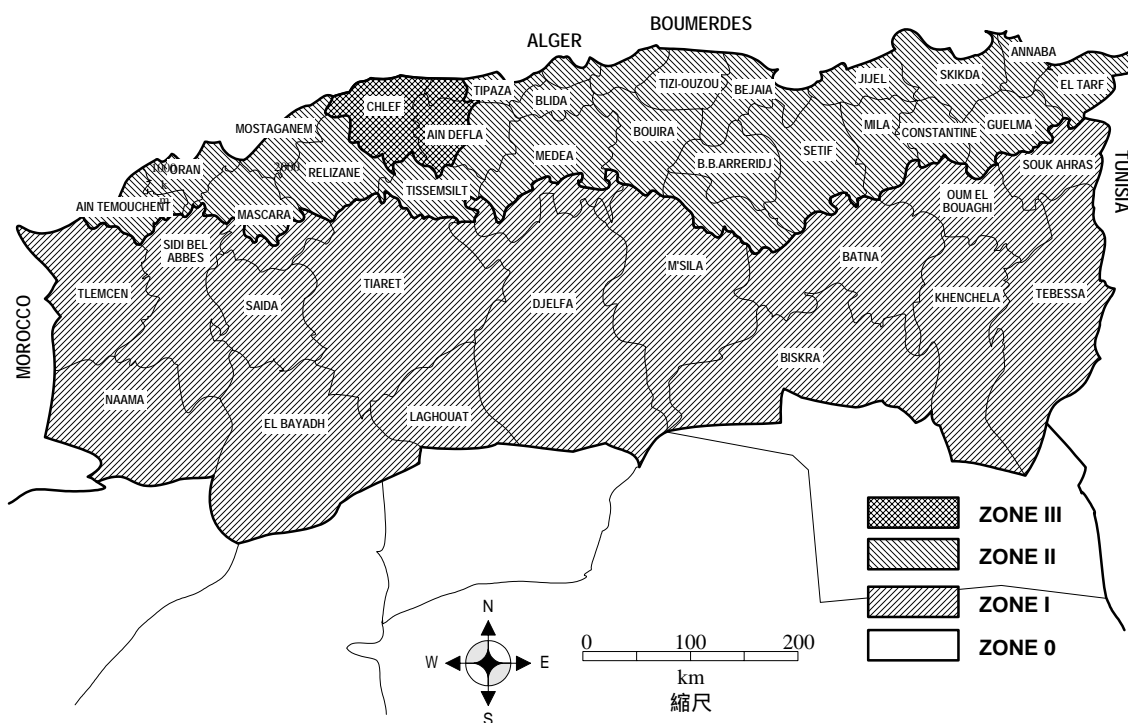 BOUMERDES
ALGER
ANNABA
SKIKDA
JIJEL
EL TARF
TIZI-OUZOU
BEJAIA
TIPAZA
BLIDA
CHLEF
MOSTAGANEM
AIN DEFLA
BOUIRA
MILA
CONSTANTINE
GUELMA
SETIF
MEDEA
B.B.ARRERIDJ
SOUK AHRAS
TUNISIA
ORAN
1000
k
m
2000
RELIZANE
TISSEMSILT
OUM EL
BOUAGHI
AIN TEMOUCHENT
MASCARA
SIDI BEL
ABBES
BATNA
M'SILA
TIARET
DJELFA
TLEMCEN
SAIDA
KHENCHELA
TEBESSA
MOROCCO
BISKRA
NAAMA
EL BAYADH
LAGHOUAT
ZONE III
ZONE II
ZONE I
ZONE 0
N
W
E
S
0 100 200
km
縮尺